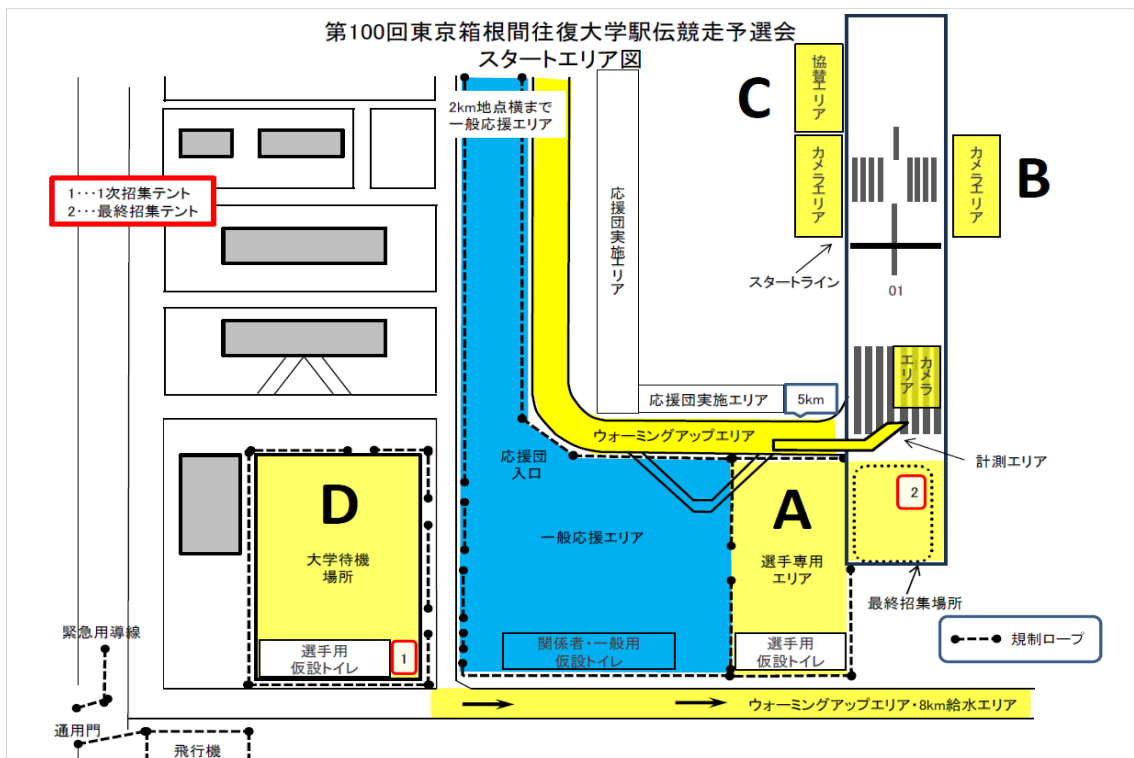 第100回東京箱根間往復大学駅伝競走予選会
スタートエリア図
2km地点横まで
一般応援エリア
1･･･1次招集テント
2･･･最終招集テント
応援団実施エリア
C
協賛エリア
カメラエリア
カメラエリア
B
スタートライン
01
カメラ
エリア
応援団実施エリア
5km
ウォーミングアップエリア
計測エリア
応援団
入口
2
D
大学待機
場所
A
選手専用
エリア
一般応援エリア
最終招集場所
緊急用導線
選手用
仮設トイレ
1
関係者・一般用
仮設トイレ
選手用
仮設トイレ
規制ロープ
ウォーミングアップエリア・8km給水エリア
通用門
飛行機